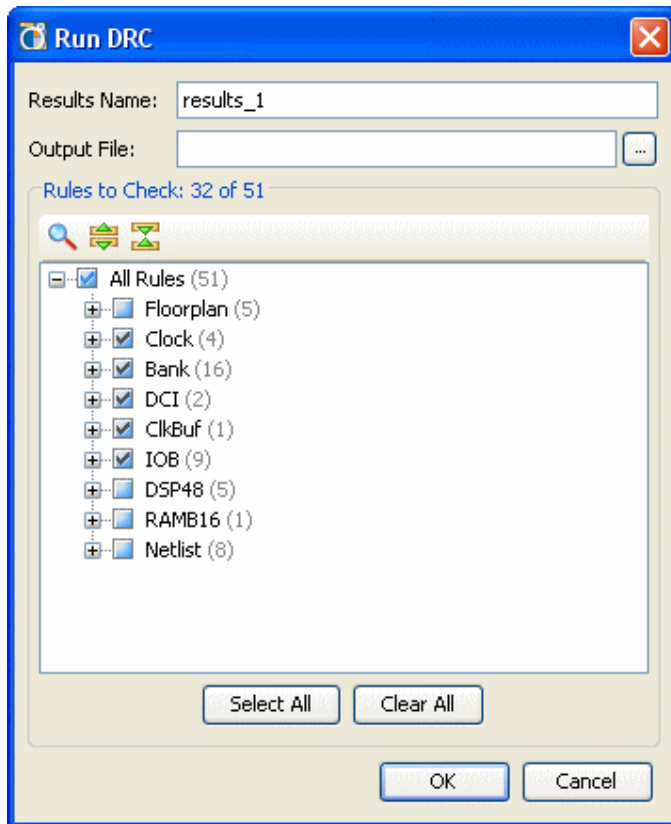 Run DRC
Results Name: results_1
Output File: ...
Rules to Check: 32 of 51
All Rules (51)
Floorplan (5)
Clock (4)
Bank (16)
DCI (2)
ClkBuf (1)
IOB (9)
DSP48 (5)
RAMB16 (1)
Netlist (8)
Select All Clear All
OK Cancel